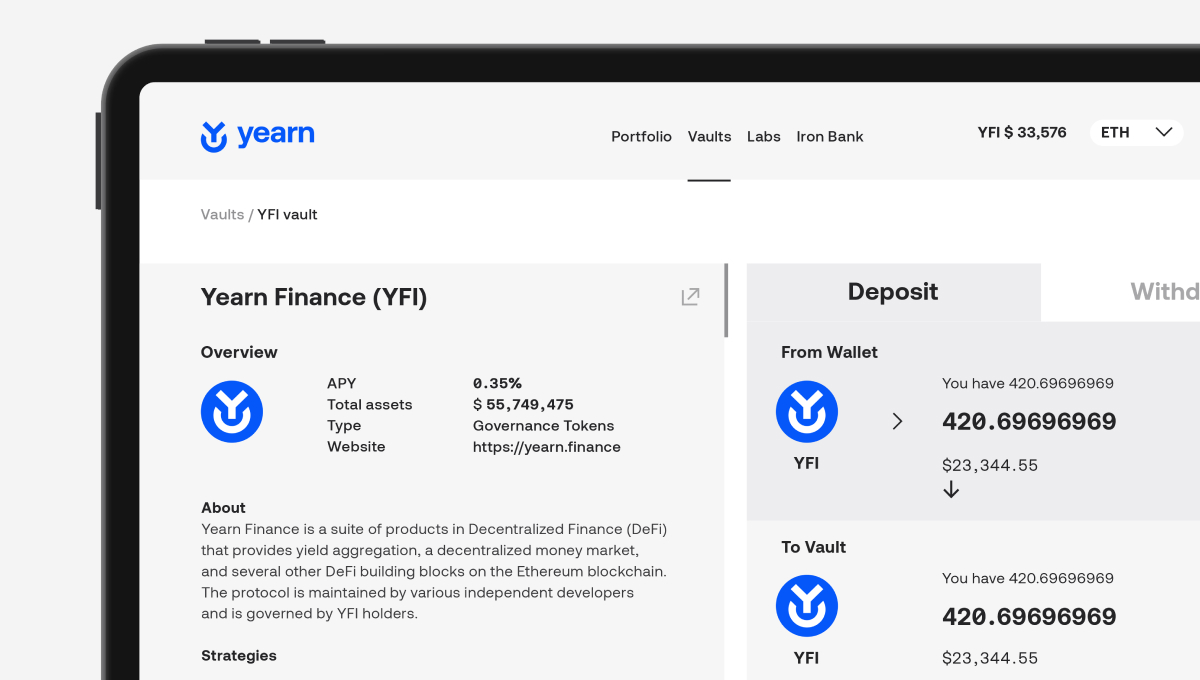 yearn
Portfolio Vaults Labs Iron Bank
YFI $ 33,576
ETH
Vaults / YFI vault
Yearn Finance (YFI)
Overview
APY 0.35%
Total assets $ 55,749,475
Type Governance Tokens
Website https://yearn.finance
About
Yearn Finance is a suite of products in Decentralized Finance (DeFi)
that provides yield aggregation, a decentralized money market,
and several other DeFi building blocks on the Ethereum blockchain.
The protocol is maintained by various independent developers
and is governed by YFI holders.
Strategies
Deposit
Withd
From Wallet
You have 420.69696969
420.69696969
YFI
$23,344.55
To Vault
You have 420.69696969
420.69696969
YFI
$23,344.55